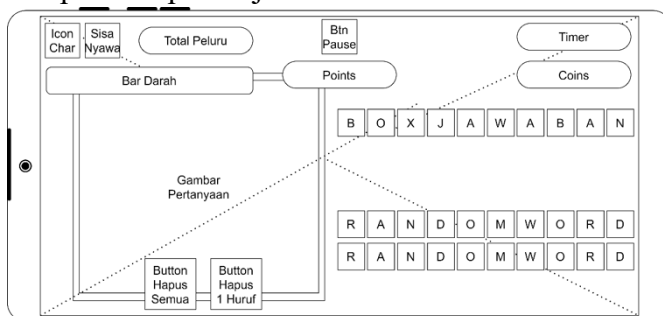 Icon
Char
Sisa
Nyawa
Total Peluru
Btn
Pause
Timer
Bar Darah
Points
Coins
B O X J A W A B A N
Gambar
Pertanyaan
R A N D O M W O R D
R A N D O M W O R D
Button
Hapus
Semua
Button
Hapus
1 Huruf